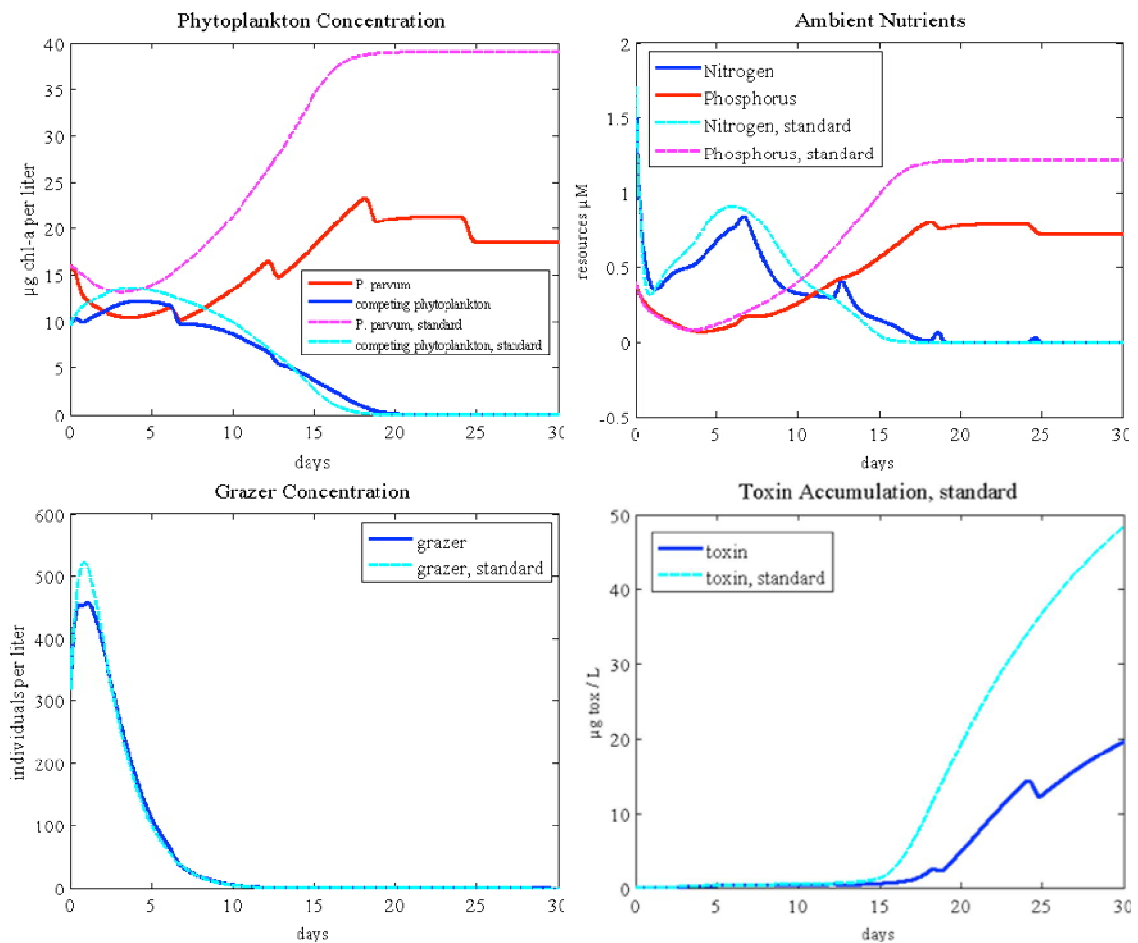 Phytoplankton Concentration
40
35
30
25
20
15
10
5
0
µg chl-a per liter
P. parvum
competing phytoplankton
P. parvum, standard
competing phytoplankton, standard
0 5 10 15 20 25 30
days
Ambient Nutrients
2
1.5
1
0.5
0
-0.5
resources µM
Nitrogen
Phosphorus
Nitrogen, standard
Phosphorus, standard
0 5 10 15 20 25 30
days
Grazer Concentration
600
500
400
300
200
100
0
individuals per liter
grazer
grazer, standard
0 5 10 15 20 25 30
days
Toxin Accumulation, standard
50
40
30
20
10
0
µg tox / L
toxin
toxin, standard
0 5 10 15 20 25 30
days